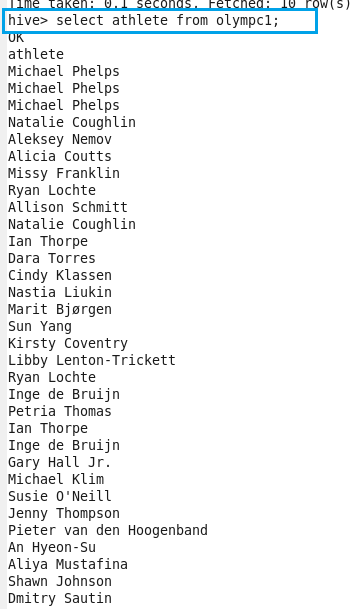 Time taken: 0.1 seconds, Fetched: 10 row(s)
hive> select athlete from olympc1;
OK
athlete
Michael Phelps
Michael Phelps
Michael Phelps
Natalie Coughlin
Aleksey Nemov
Alicia Coutts
Missy Franklin
Ryan Lochte
Allison Schmitt
Natalie Coughlin
Ian Thorpe
Dara Torres
Cindy Klassen
Nastia Liukin
Marit Bjørgen
Sun Yang
Kirsty Coventry
Libby Lenton-Trickett
Ryan Lochte
Inge de Bruijn
Petria Thomas
Ian Thorpe
Inge de Bruijn
Gary Hall Jr.
Michael Klim
Susie O'Neill
Jenny Thompson
Pieter van den Hoogenband
An Hyeon-Su
Aliya Mustafina
Shawn Johnson
Dmitry Sautin